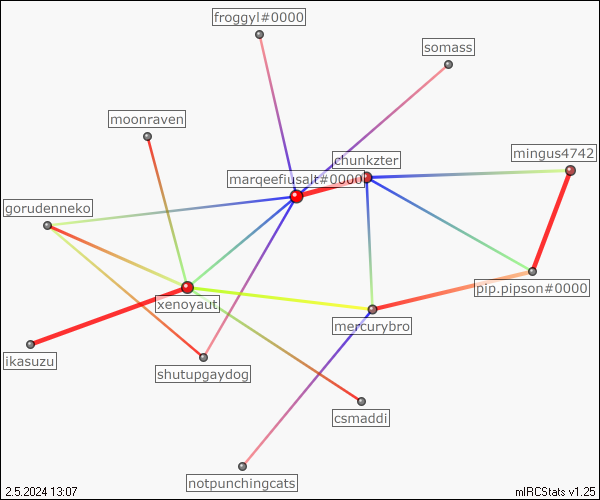 froggyl#0000
somass
moonraven
chunkzter
mingus4742
marqeefiusalt#0000
gorudenneko
pip.pipson#0000
xenoyaut
mercurybro
ikasuzu
shutupgaydog
csmaddi
notpunchingcats
2.5.2024 13:07
mIRCStats v1.25